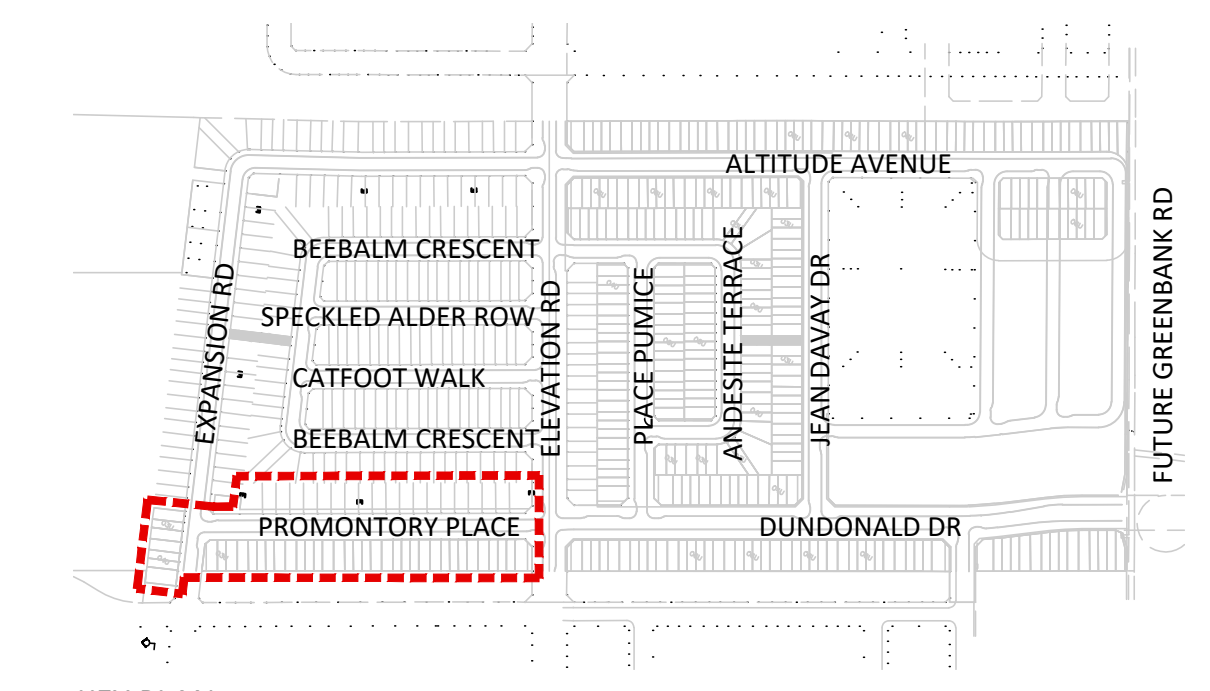 ALTITUDE AVENUE
BEEBALM CRESCENT
SPECKLED ALDER ROW
CATFOOT WALK
BEEBALM CRESCENT
EXPANSION RD
ELEVATION RD
PLACE PUMICE
ANDESITE TERRACE
JEAN DAVAY DR
FUTURE GREENBANK RD
PROMONTORY PLACE
DUNDONALD DR